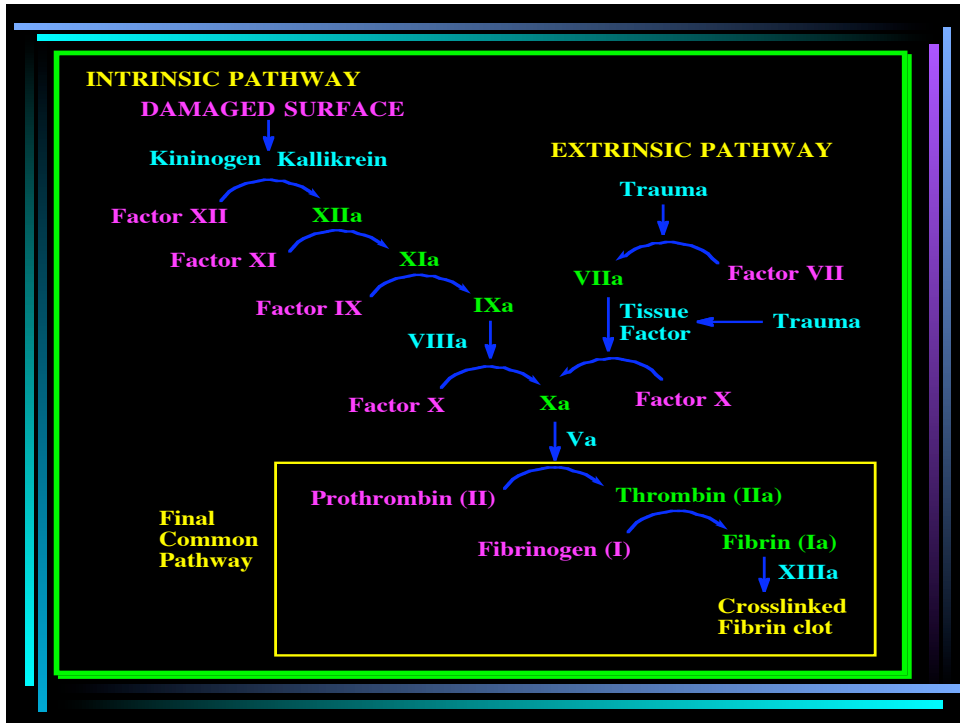 INTRINSIC PATHWAY
DAMAGED SURFACE
Kininogen Kallikrein
Factor XII
XIIa
Factor XI
XIa
Factor IX
IXa
VIIIa
Factor X
Xa
EXTRINSIC PATHWAY
Trauma
VIIa
Factor VII
Tissue
Factor
Trauma
Factor X
Va
Final
Common
Pathway
Prothrombin (II)
Thrombin (IIa)
Fibrinogen (I)
Fibrin (Ia)
XIIIa
Crosslinked
Fibrin clot